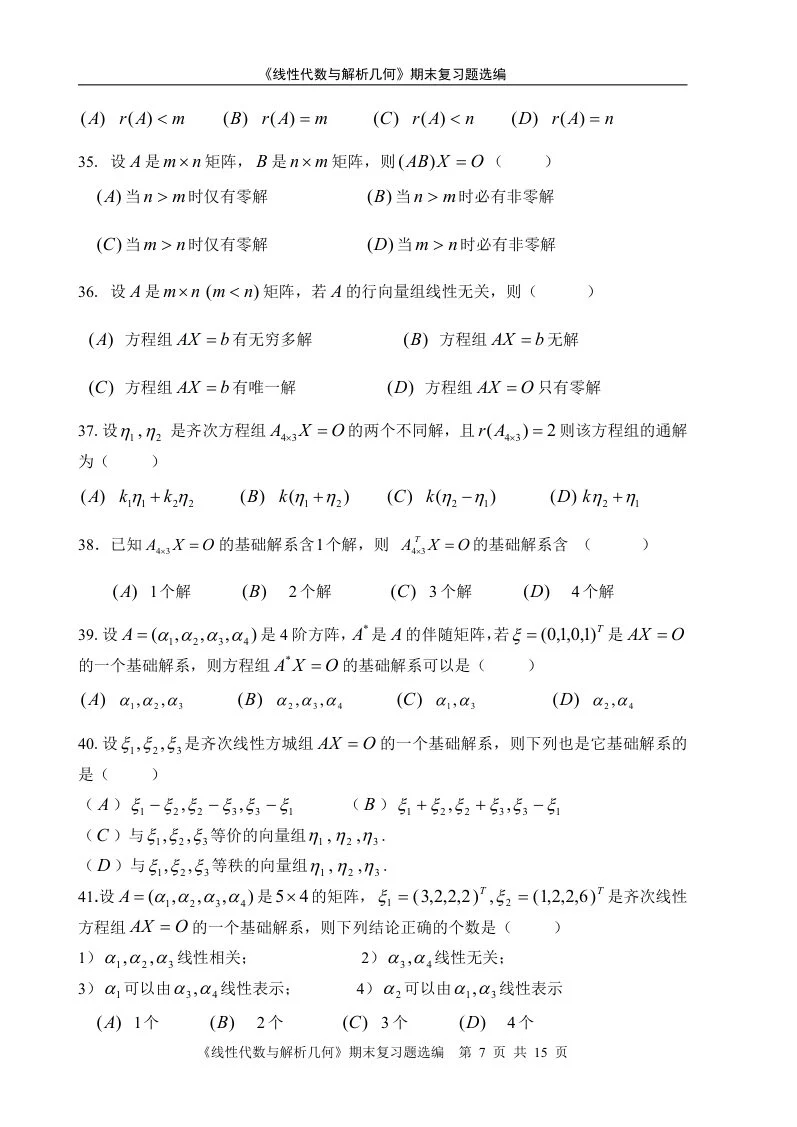 《线性代数与解析几何》期末复习题选编
(A) r(A) < m (B) r(A) = m (C) r(A) < n (D) r(A) = n
35. 设 A 是 m×n 矩阵， B 是 n×m 矩阵，则 (AB)X = O （ ）
(A) 当 n > m 时仅有零解 (B) 当 n > m 时必有非零解
(C) 当 m > n 时仅有零解 (D) 当 m > n 时必有非零解
36. 设 A 是 m×n (m < n) 矩阵，若 A 的行向量组线性无关，则（ ）
(A) 方程组 AX = b 有无穷多解 (B) 方程组 AX = b 无解
(C) 方程组 AX = b 有唯一解 (D) 方程组 AX = O 只有零解
37. 设 η₁ , η₂ 是齐次方程组 A₄ₓ₃ X = O 的两个不同解，且 r(A₄ₓ₃) = 2 则该方程组的通解
为（ ）
(A) k₁η₁ + k₂η₂ (B) k(η₁ + η₂) (C) k(η₂ − η₁) (D) kη₂ + η₁
38．已知 A₄ₓ₃ X = O 的基础解系含1个解，则 Aᵀ₄ₓ₃ X = O 的基础解系含 （ ）
(A) 1个解 (B) 2个解 (C) 3个解 (D) 4个解
39. 设 A = (α₁,α₂,α₃,α₄) 是 4 阶方阵，A* 是 A 的伴随矩阵，若 ξ = (0,1,0,1)ᵀ 是 AX = O
的一个基础解系，则方程组 A*X = O 的基础解系可以是（ ）
(A) α₁,α₂,α₃ (B) α₂,α₃,α₄ (C) α₁,α₃ (D) α₂,α₄
40. 设 ξ₁,ξ₂,ξ₃ 是齐次线性方城组 AX = O 的一个基础解系，则下列也是它基础解系的
是（ ）
（A）ξ₁ − ξ₂,ξ₂ − ξ₃,ξ₃ − ξ₁ （B）ξ₁ + ξ₂,ξ₂ + ξ₃,ξ₃ − ξ₁
（C）与 ξ₁,ξ₂,ξ₃ 等价的向量组 η₁ , η₂ ,η₃ .
（D）与 ξ₁,ξ₂,ξ₃ 等秩的向量组 η₁ , η₂ ,η₃ .
41.设 A = (α₁,α₂,α₃,α₄) 是 5×4 的矩阵， ξ₁ = (3,2,2,2)ᵀ ,ξ₂ = (1,2,2,6)ᵀ 是齐次线性
方程组 AX = O 的一个基础解系，则下列结论正确的个数是（ ）
1）α₁,α₂,α₃ 线性相关； 2）α₃,α₄ 线性无关；
3）α₁ 可以由 α₃,α₄ 线性表示； 4）α₂ 可以由 α₁,α₃ 线性表示
(A) 1个 (B) 2个 (C) 3个 (D) 4个
《线性代数与解析几何》期末复习题选编 第 7 页 共 15 页